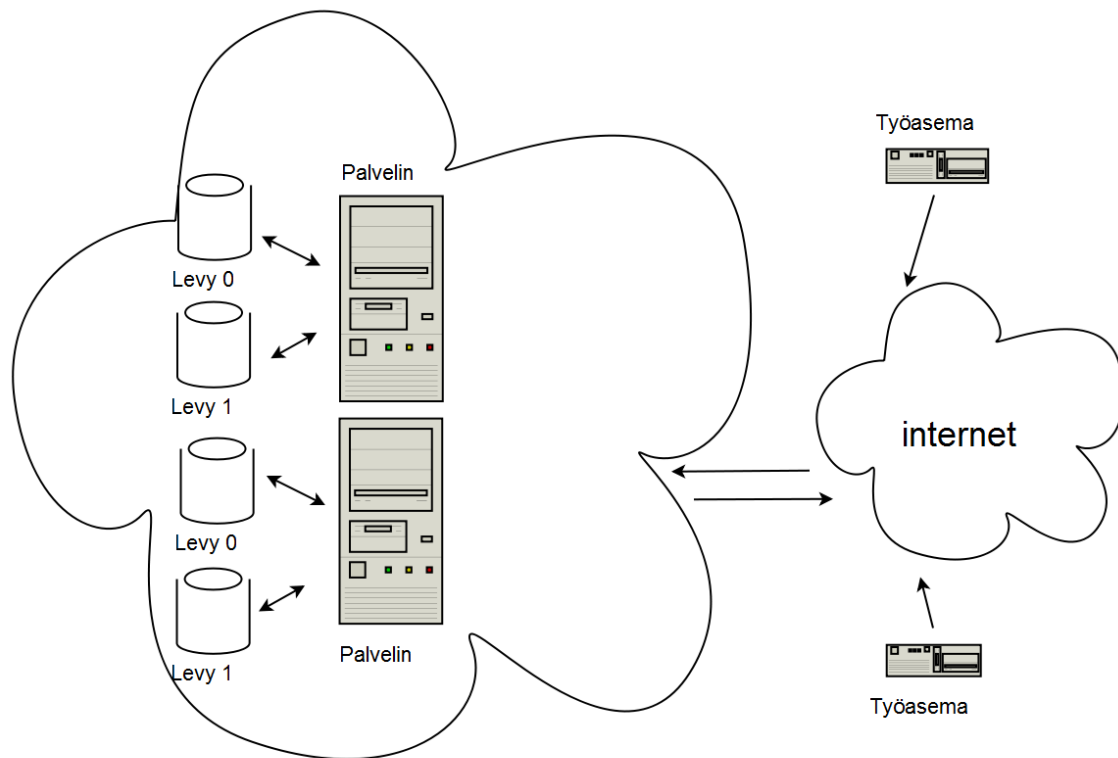 Työasema
Palvelin
Levy 0
Levy 1
internet
Levy 0
Levy 1
Palvelin
Työasema